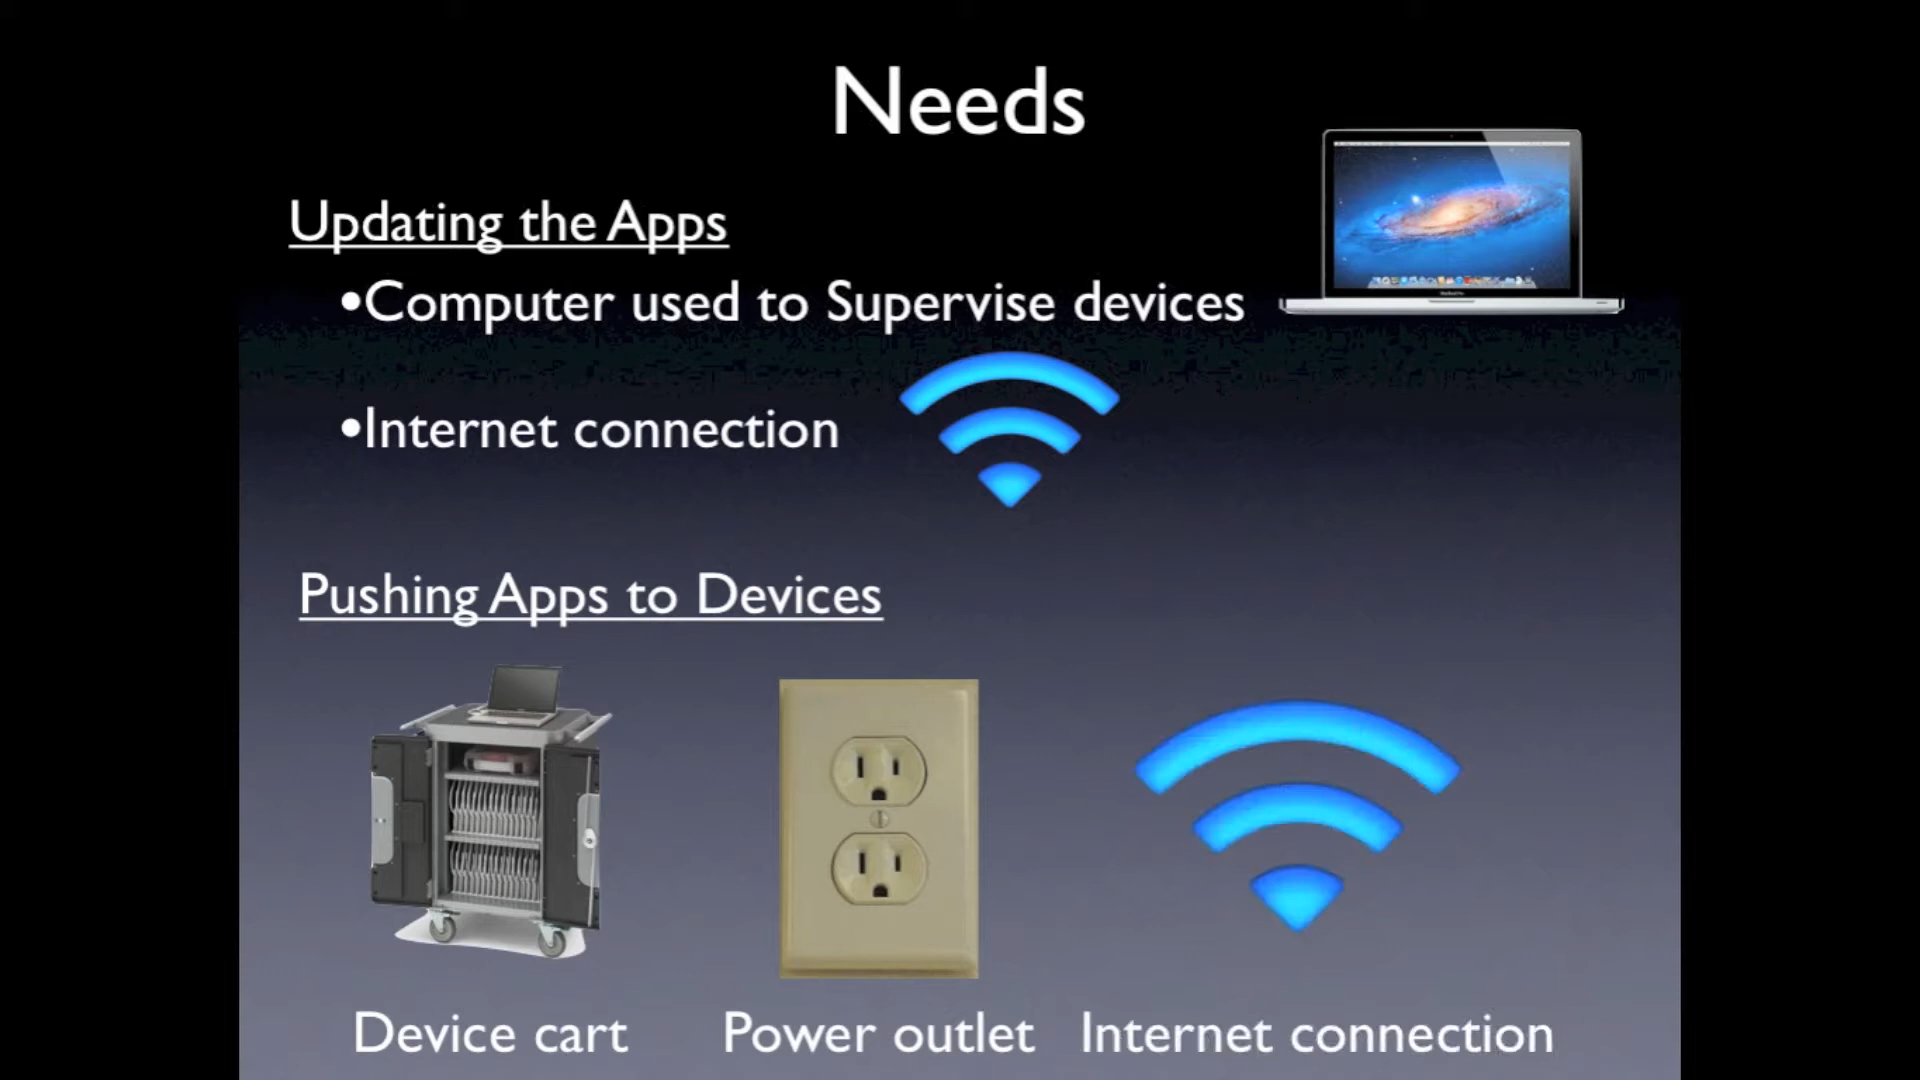 Needs
Updating the Apps
•Computer used to Supervise devices
•Internet connection
Pushing Apps to Devices
Device cart
Power outlet
Internet connection